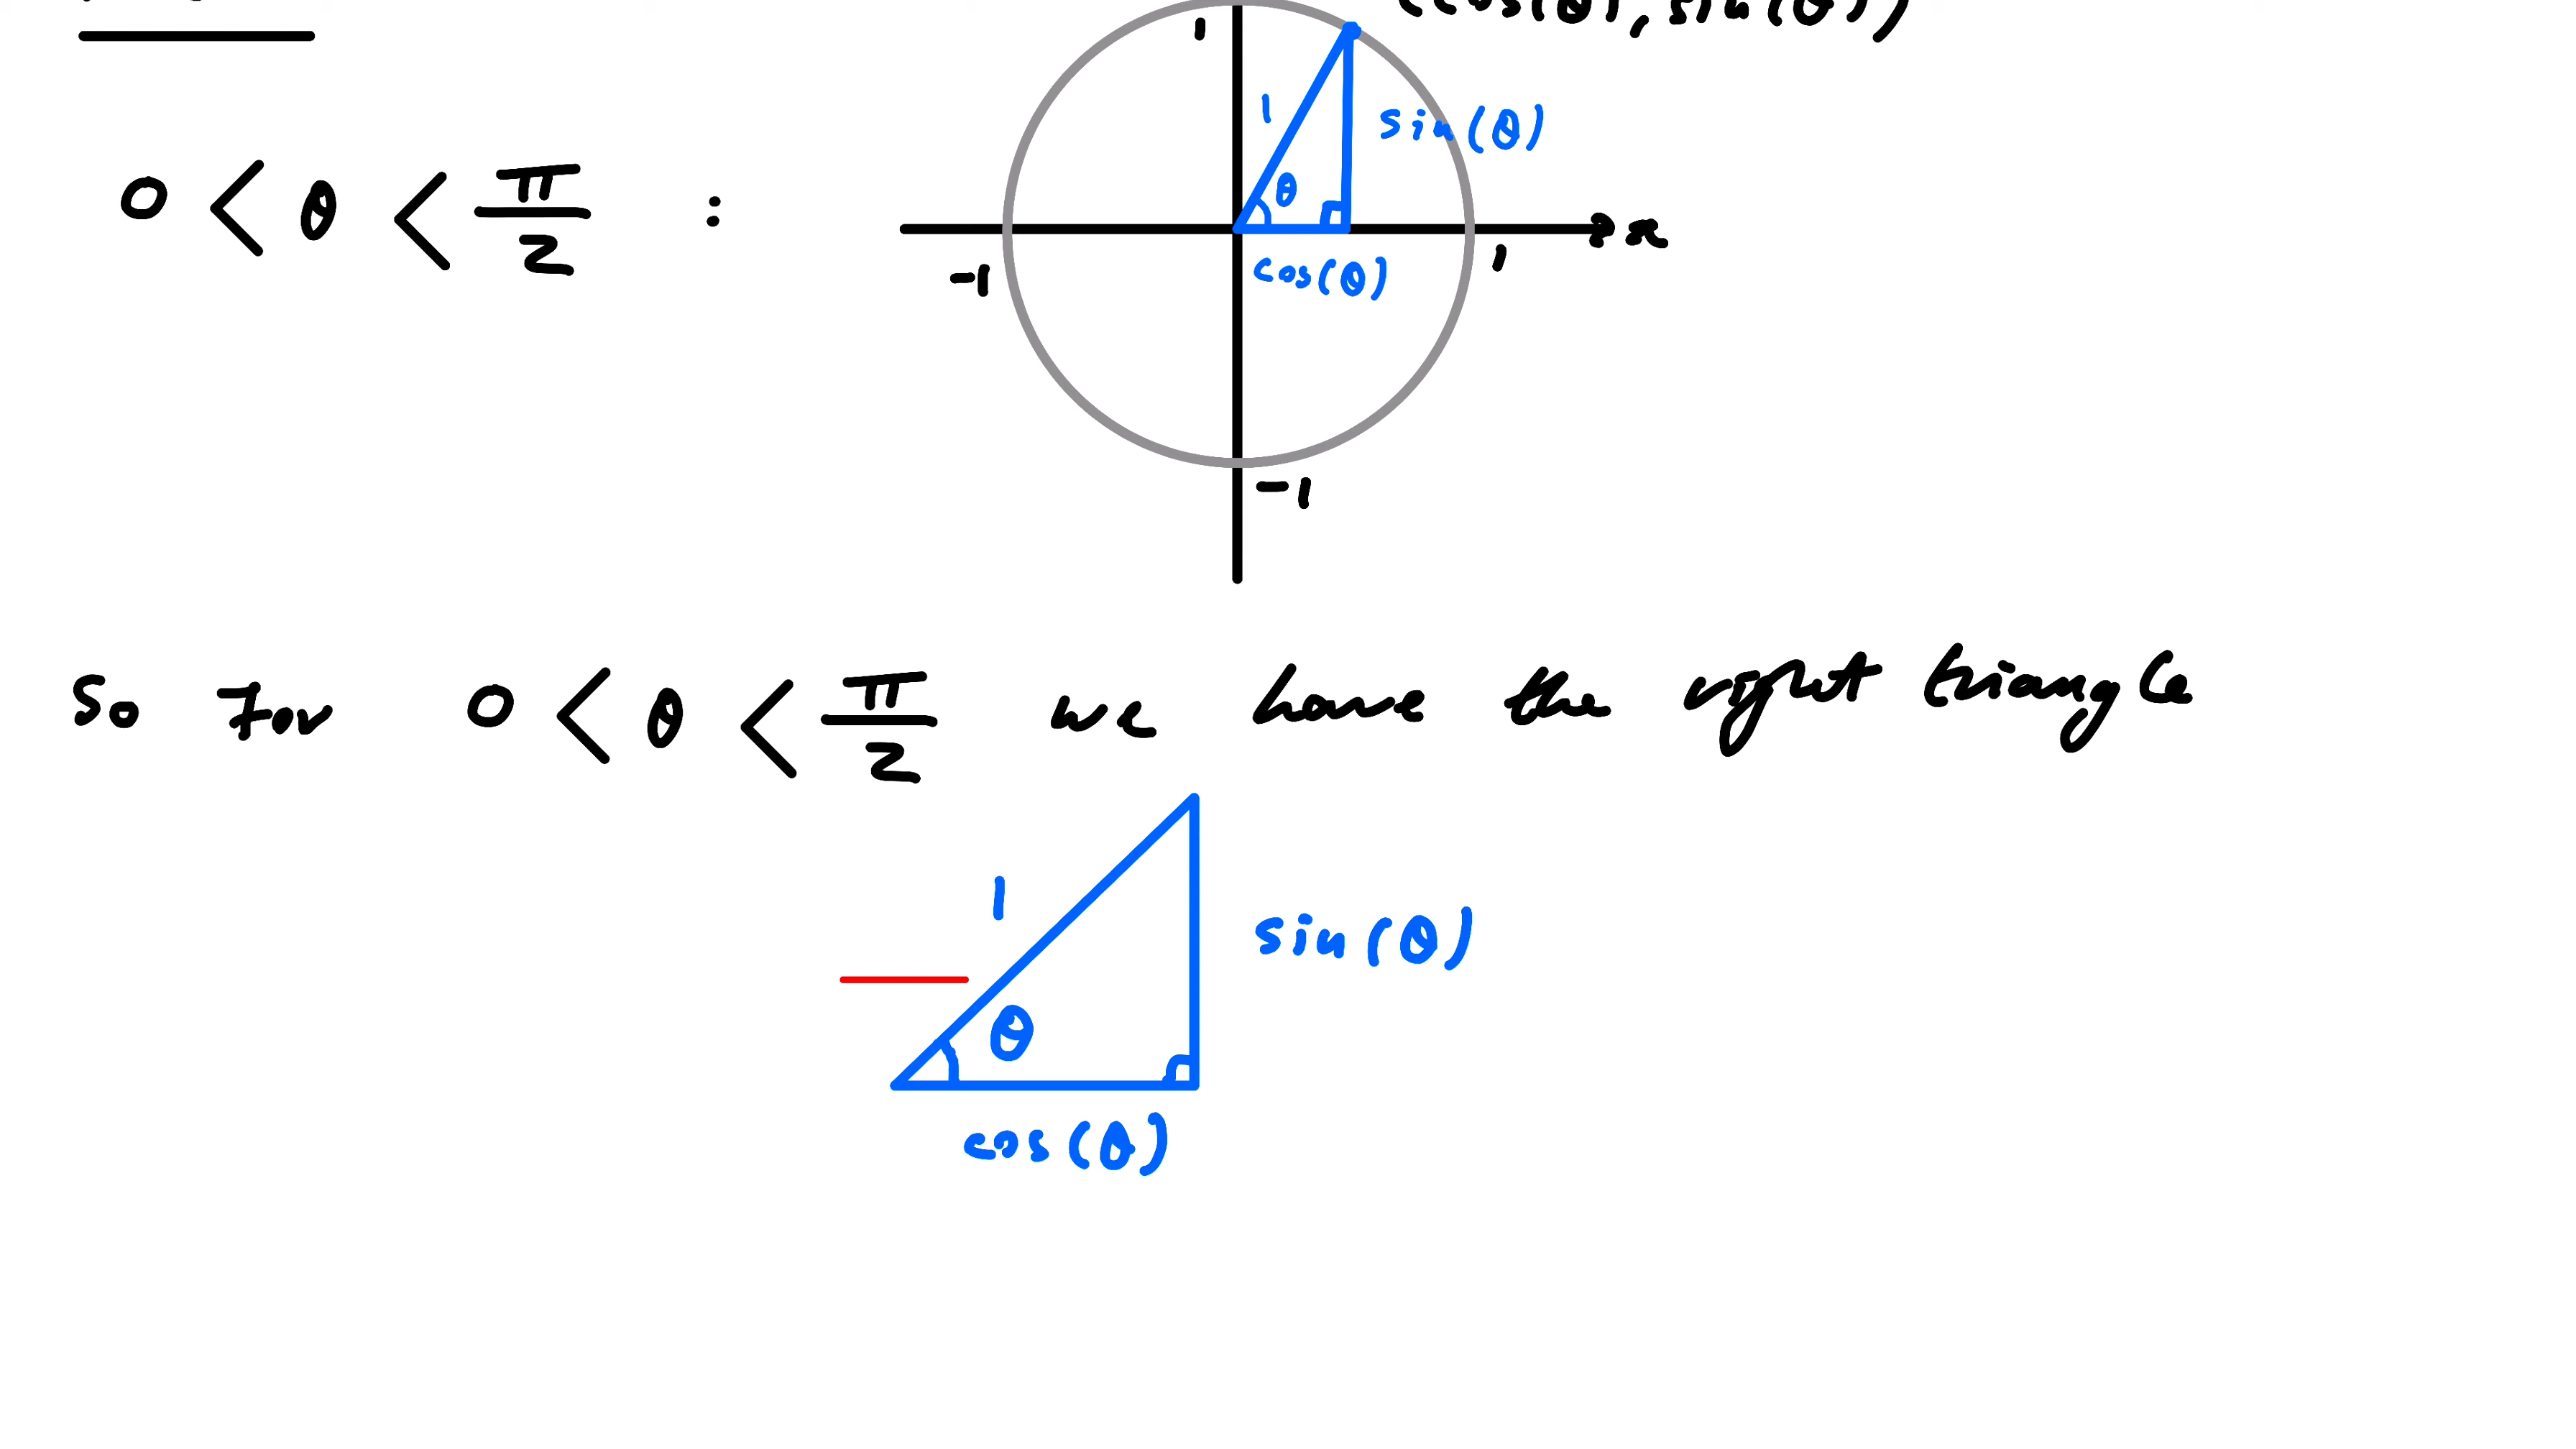 (cos(θ), sin(θ))
1
1
sin(θ)
θ
0 < θ < π/2 :
x
-1
cos(θ)
1
-1
So for 0 < θ < π/2 we have the right triangle
1
sin(θ)
θ
cos(θ)